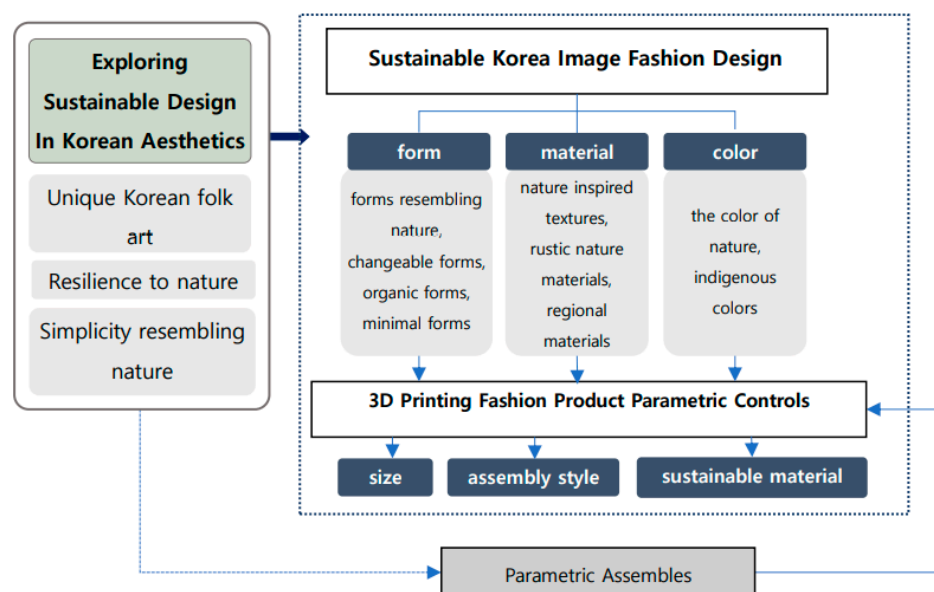 Exploring
Sustainable Design
In Korean Aesthetics
Unique Korean folk
art
Resilience to nature
Simplicity resembling
nature
Sustainable Korea Image Fashion Design
form
forms resembling
nature,
changeable forms,
organic forms,
minimal forms
material
nature inspired
textures,
rustic nature
materials,
regional
materials
color
the color of
nature,
indigenous
colors
3D Printing Fashion Product Parametric Controls
size
assembly style
sustainable material
Parametric Assembles